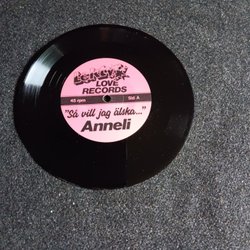 LOVE
RECORDS
45 rpm Sid A
"Så vill jag älska..."
Anneli